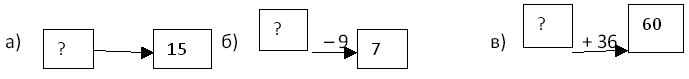 а) ? 15 б) ? – 9 7 в) ? + 36 60